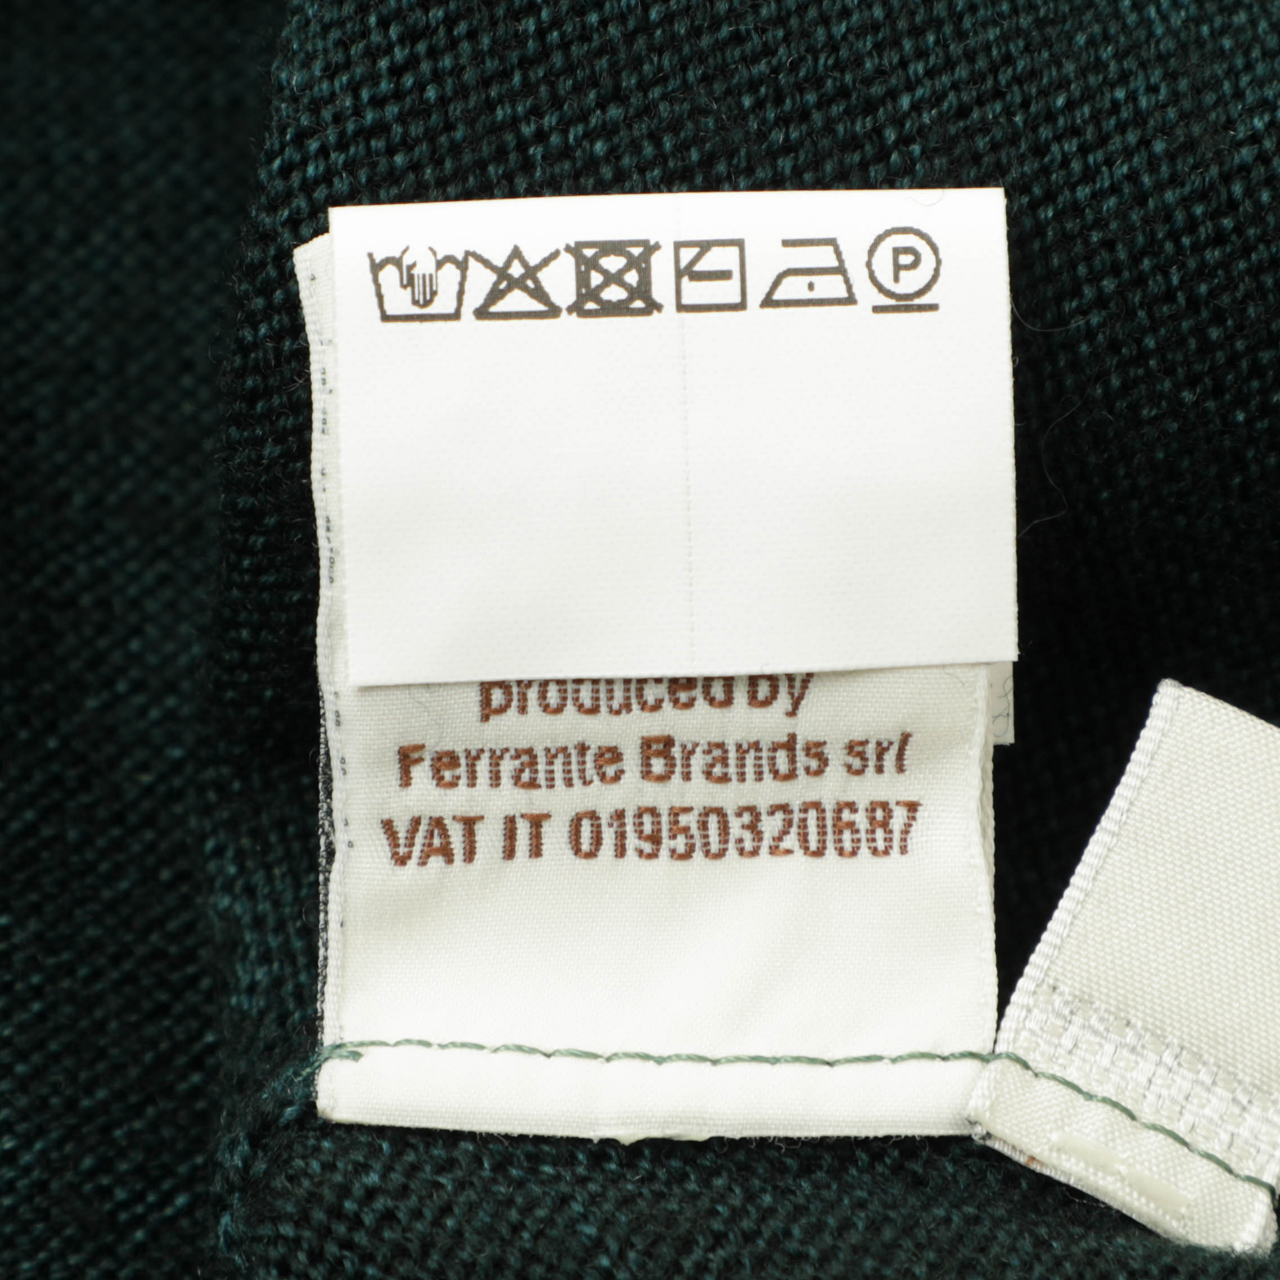 P
produced by
Ferrante Brands srl
VAT IT 01950320687